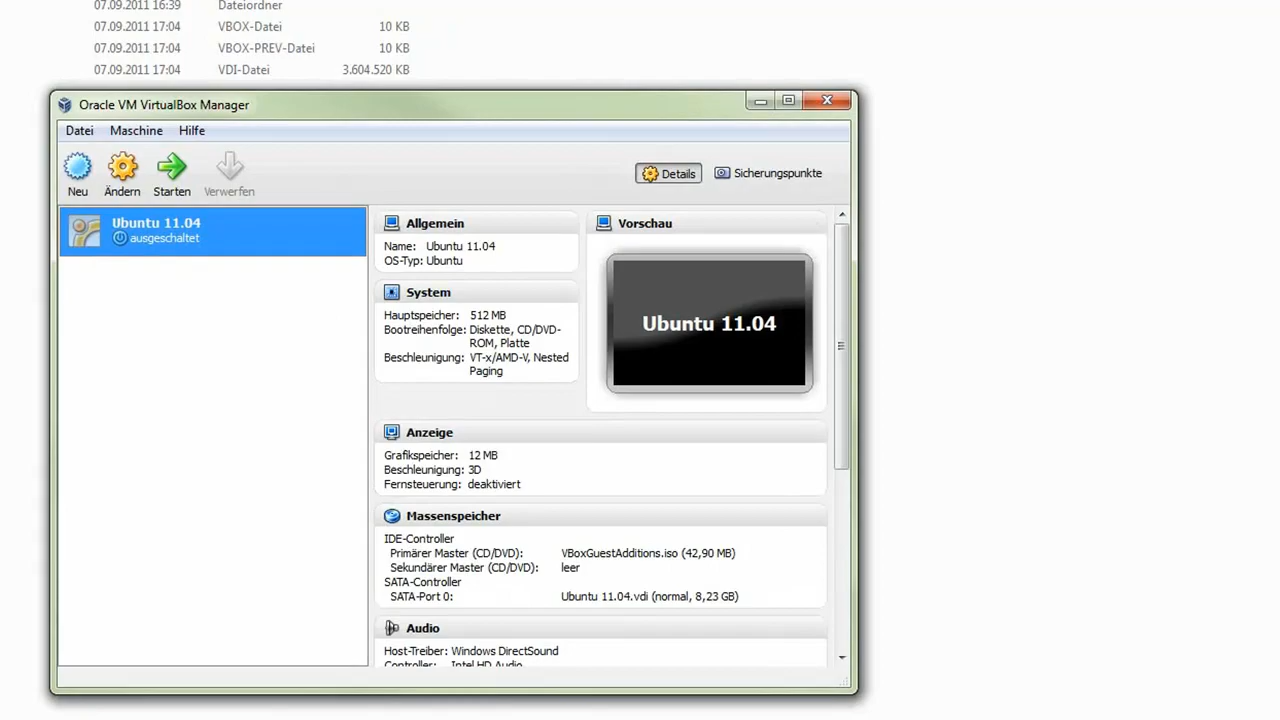 07.09.2011 16:39 Dateiordner
07.09.2011 17:04 VBOX-Datei 10 KB
07.09.2011 17:04 VBOX-PREV-Datei 10 KB
07.09.2011 17:04 VDI-Datei 3.604.520 KB
Oracle VM VirtualBox Manager
Datei Maschine Hilfe
Neu Ändern Starten Verwerfen
Details Sicherungspunkte
Ubuntu 11.04
ausgeschaltet
Allgemein
Name: Ubuntu 11.04
OS-Typ: Ubuntu
System
Hauptspeicher: 512 MB
Bootreihenfolge: Diskette, CD/DVD-
ROM, Platte
Beschleunigung: VT-x/AMD-V, Nested
Paging
Vorschau
Ubuntu 11.04
Anzeige
Grafikspeicher: 12 MB
Beschleunigung: 3D
Fernsteuerung: deaktiviert
Massenspeicher
IDE-Controller
Primärer Master (CD/DVD): VBoxGuestAdditions.iso (42,90 MB)
Sekundärer Master (CD/DVD): leer
SATA-Controller
SATA-Port 0: Ubuntu 11.04.vdi (normal, 8,23 GB)
Audio
Host-Treiber: Windows DirectSound
Controller: Intel HD Audio